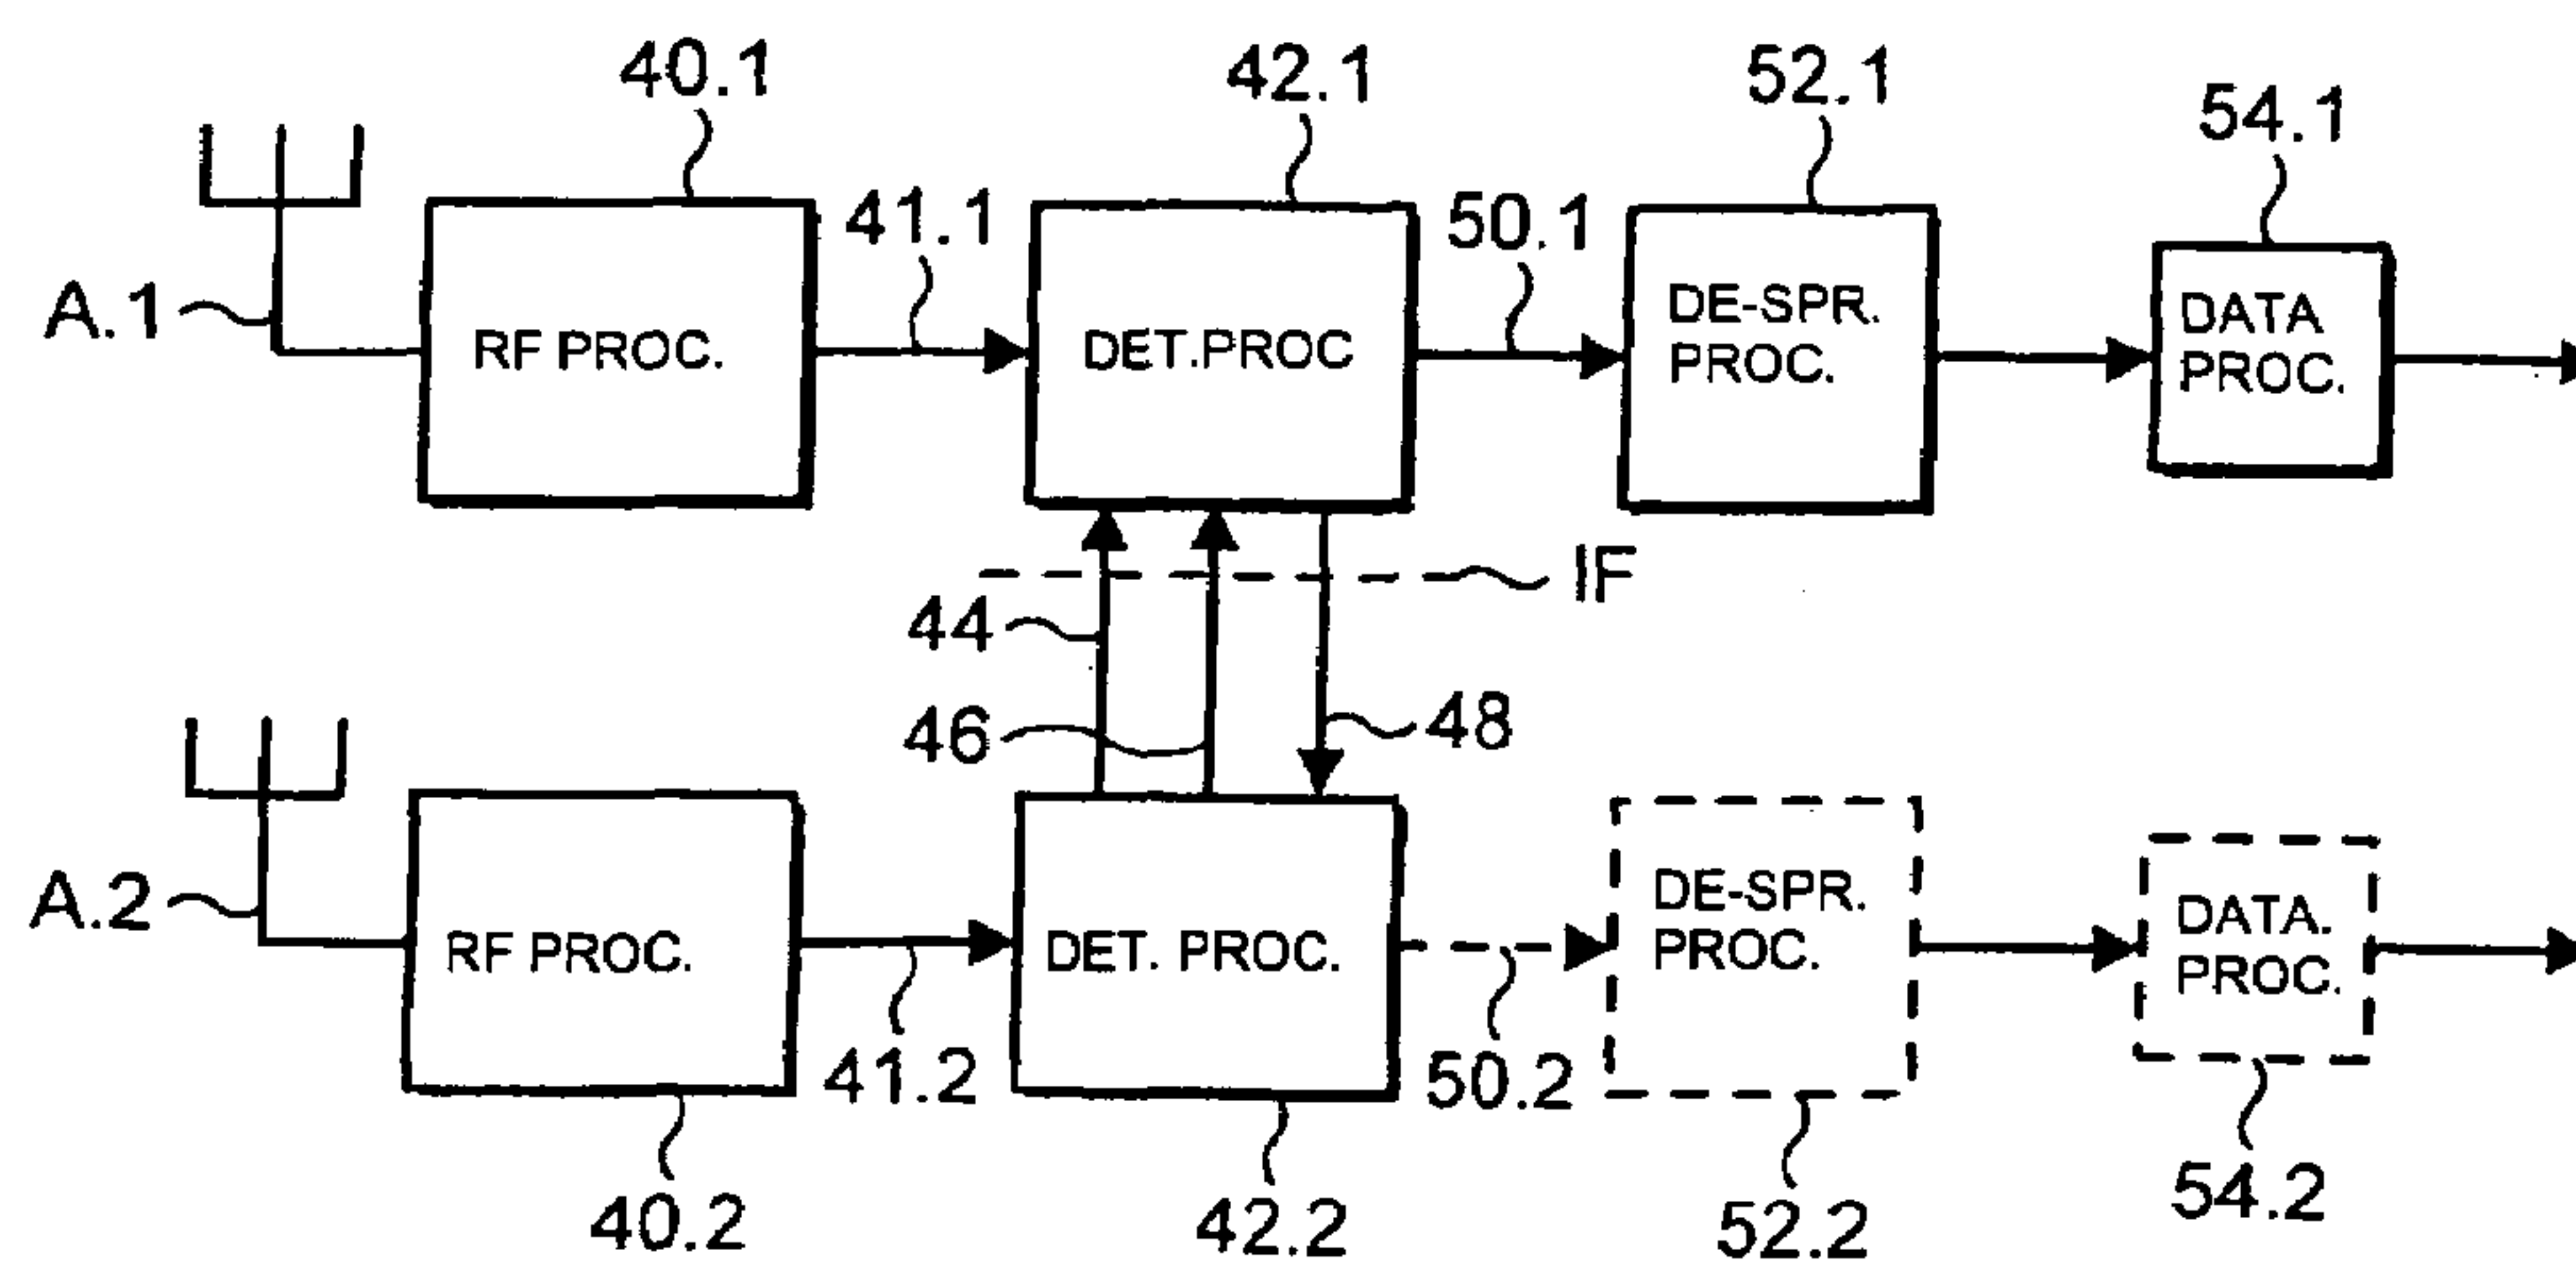 40.1
42.1
52.1
54.1
41.1
50.1
A.1
RF PROC.
DET.PROC
DE-SPR.
PROC.
DATA
PROC.
IF
44
46
48
A.2
RF PROC.
DET. PROC.
DE-SPR.
PROC.
DATA.
PROC.
41.2
50.2
40.2
42.2
52.2
54.2